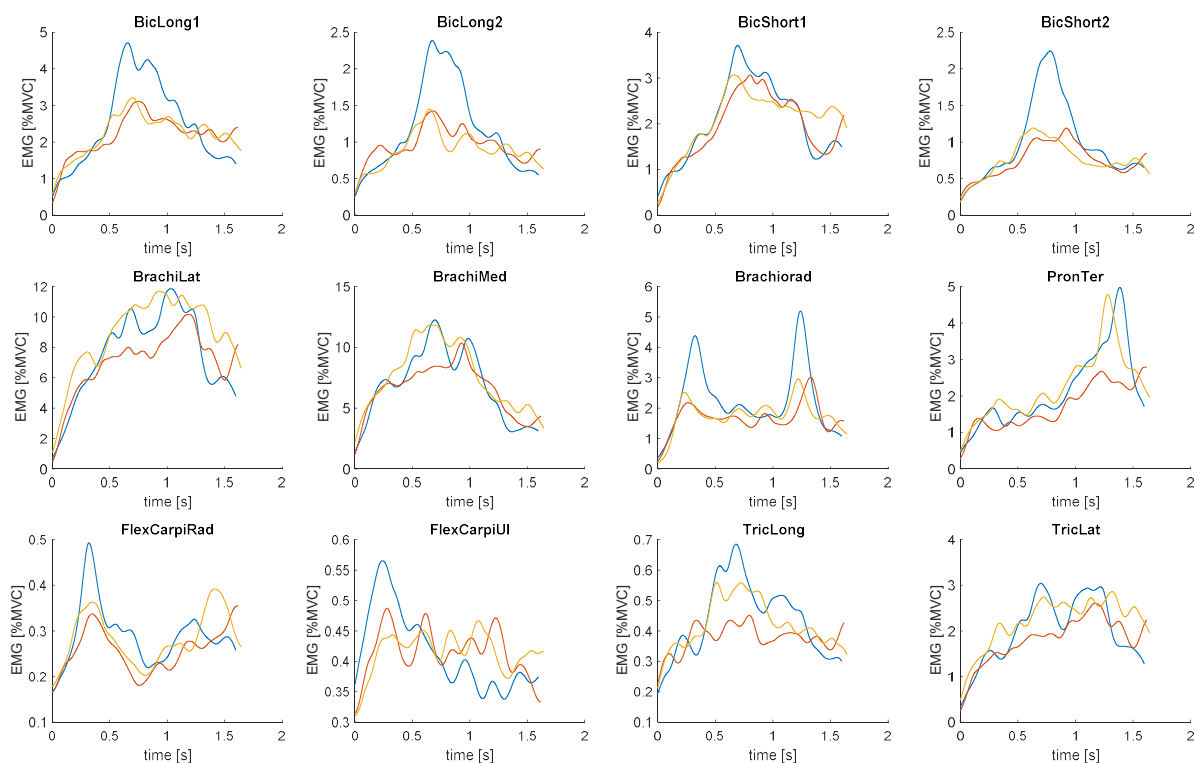 BicLong1
EMG [%MVC]
5
4
3
2
1
0
0 0.5 1 1.5 2
time [s]
BicLong2
EMG [%MVC]
2.5
2
1.5
1
0.5
0
0 0.5 1 1.5 2
time [s]
BicShort1
EMG [%MVC]
4
3
2
1
0
0 0.5 1 1.5 2
time [s]
BicShort2
EMG [%MVC]
2.5
2
1.5
1
0.5
0
0 0.5 1 1.5 2
time [s]
BrachiLat
EMG [%MVC]
12
10
8
6
4
2
0
0 0.5 1 1.5 2
time [s]
BrachiMed
EMG [%MVC]
15
10
5
0
0 0.5 1 1.5 2
time [s]
Brachiorad
EMG [%MVC]
6
5
4
3
2
1
0
0 0.5 1 1.5 2
time [s]
PronTer
EMG [%MVC]
5
4
3
2
1
0
0 0.5 1 1.5 2
time [s]
FlexCarpiRad
EMG [%MVC]
0.5
0.4
0.3
0.2
0.1
0 0.5 1 1.5 2
time [s]
FlexCarpiUl
EMG [%MVC]
0.6
0.55
0.5
0.45
0.4
0.35
0.3
0 0.5 1 1.5 2
time [s]
TricLong
EMG [%MVC]
0.7
0.6
0.5
0.4
0.3
0.2
0.1
0 0.5 1 1.5 2
time [s]
TricLat
EMG [%MVC]
4
3
2
1
0
0 0.5 1 1.5 2
time [s]